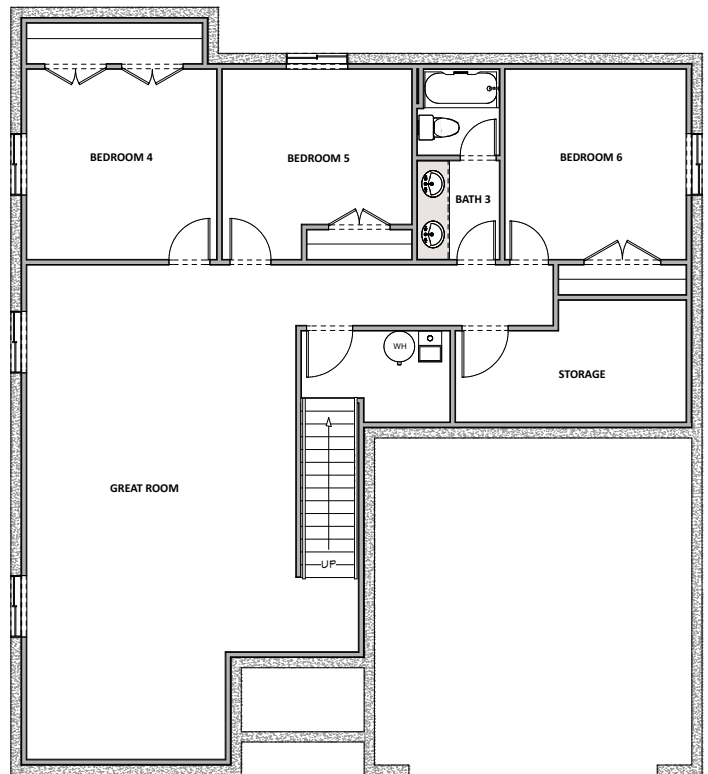 BEDROOM 4
BEDROOM 5
BEDROOM 6
BATH 3
WH
STORAGE
GREAT ROOM
UP